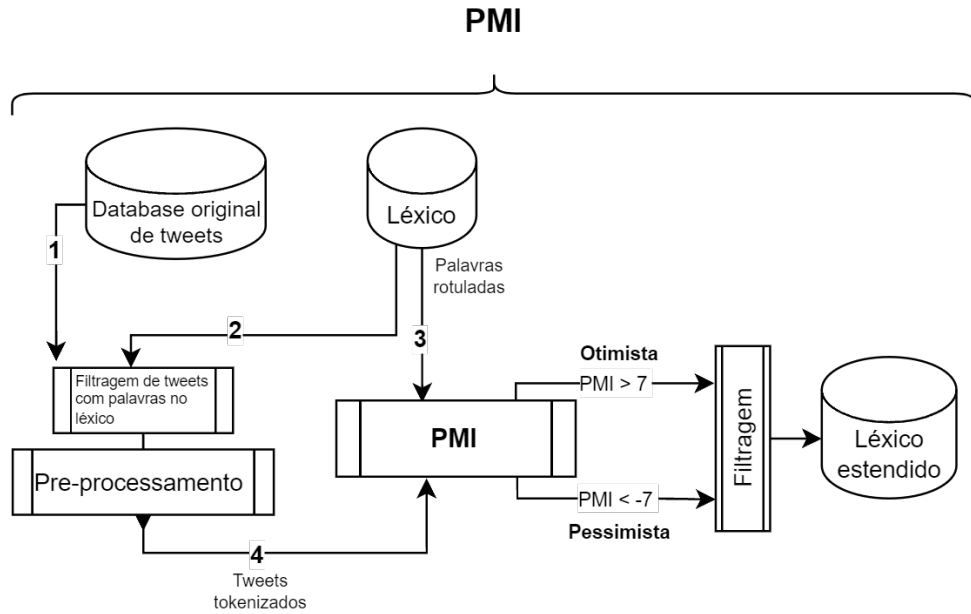 PMI
Database original
de tweets
Léxico
1
Palavras
rotuladas
2
3
Filtragem de tweets
com palavras no
léxico
Pre-processamento
PMI
Otimista
PMI > 7
PMI < -7
Pessimista
Filtragem
Léxico
estendido
4
Tweets
tokenizados